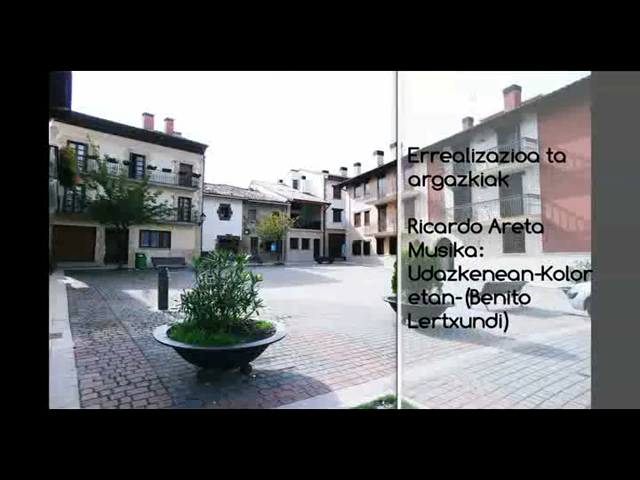 Errealizazioa ta
argazkiak
Ricardo Areta
Musika:
Udazkenean-Kolor
etan-(Benito
Lertxundi)